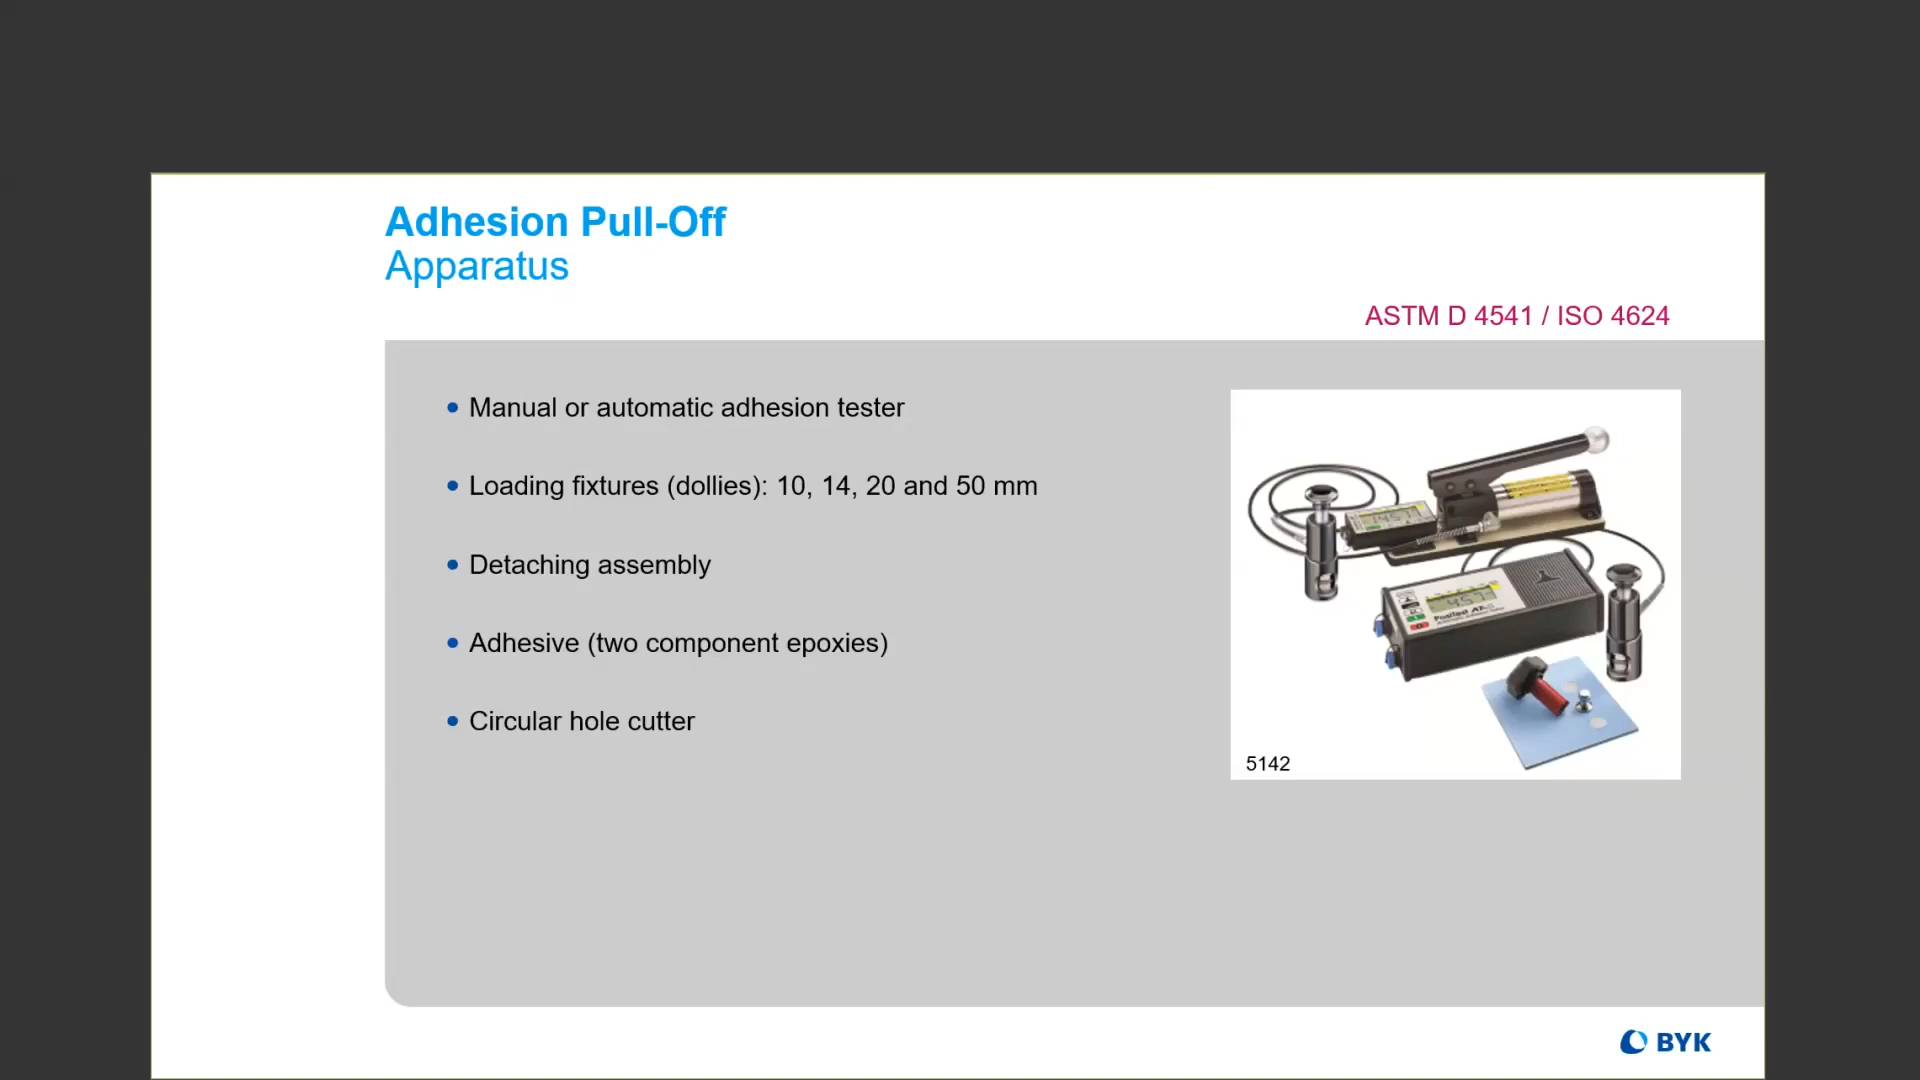 Adhesion Pull-Off
Apparatus
ASTM D 4541 / ISO 4624
• Manual or automatic adhesion tester
• Loading fixtures (dollies): 10, 14, 20 and 50 mm
• Detaching assembly
• Adhesive (two component epoxies)
• Circular hole cutter
5142
BYK